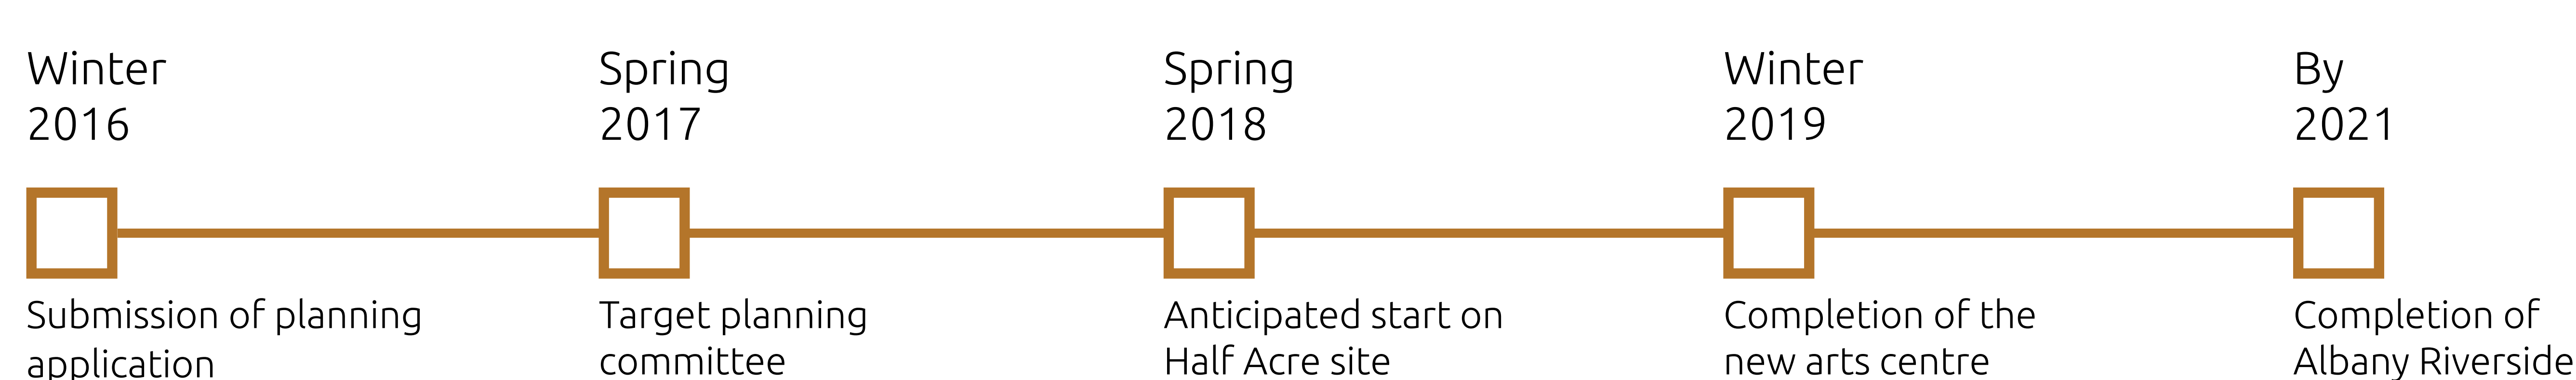 Winter
2016
Submission of planning
application
Spring
2017
Target planning
committee
Spring
2018
Anticipated start on
Half Acre site
Winter
2019
Completion of the
new arts centre
By
2021
Completion of
Albany Riverside